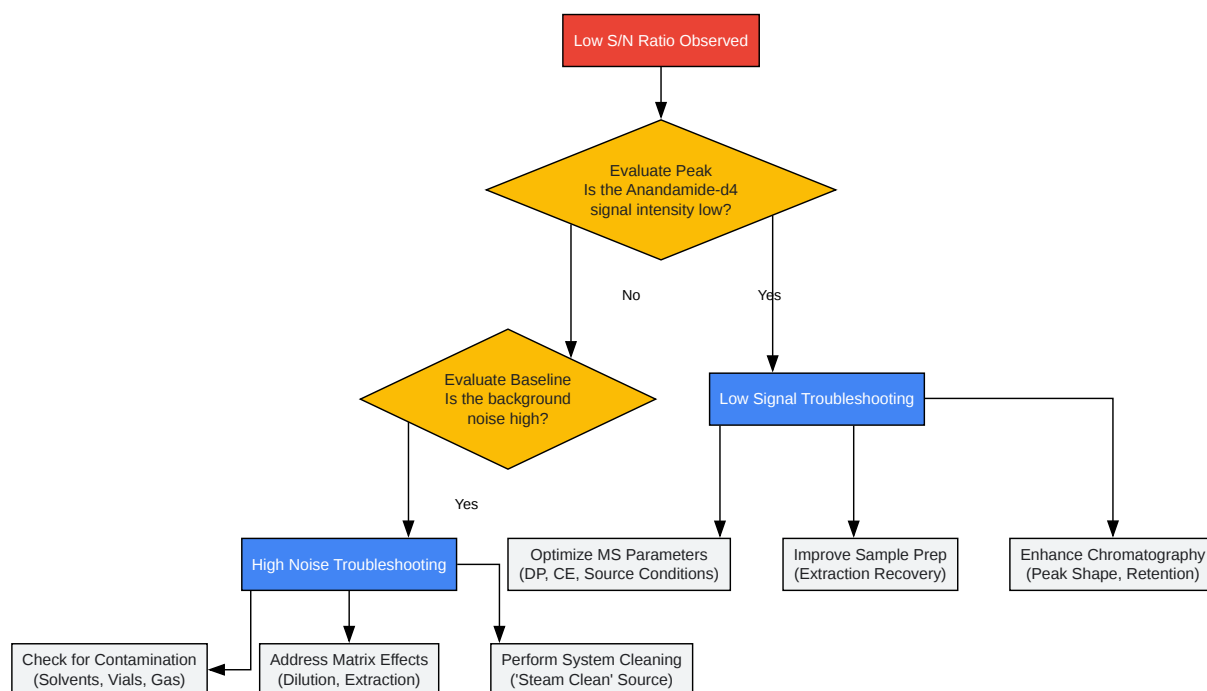 Low S/N Ratio Observed
Evaluate Peak
Is the Anandamide-d4
signal intensity low?
No
Yes
Evaluate Baseline
Is the background
noise high?
Low Signal Troubleshooting
Yes
High Noise Troubleshooting
Optimize MS Parameters
(DP, CE, Source Conditions)
Improve Sample Prep
(Extraction Recovery)
Enhance Chromatography
(Peak Shape, Retention)
Check for Contamination
(Solvents, Vials, Gas)
Address Matrix Effects
(Dilution, Extraction)
Perform System Cleaning
('Steam Clean' Source)